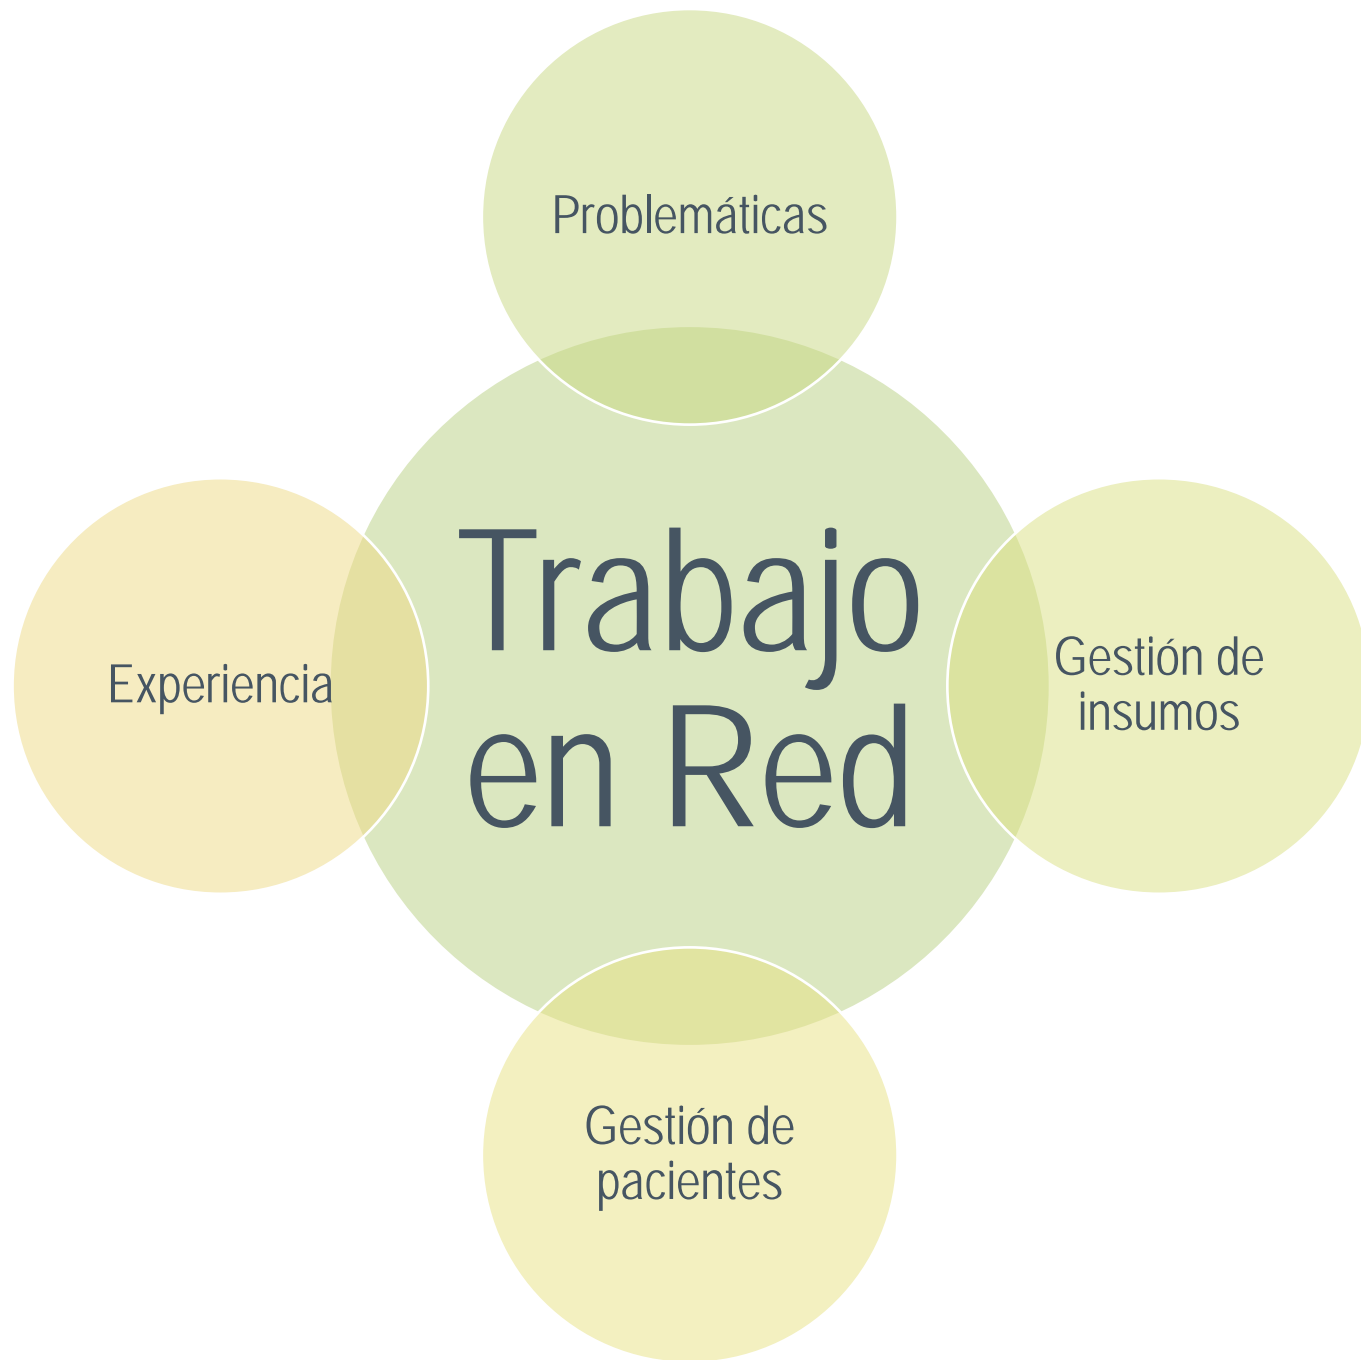 Problemáticas
Trabajo
en Red
Gestión de
insumos
Gestión de
pacientes
Experiencia